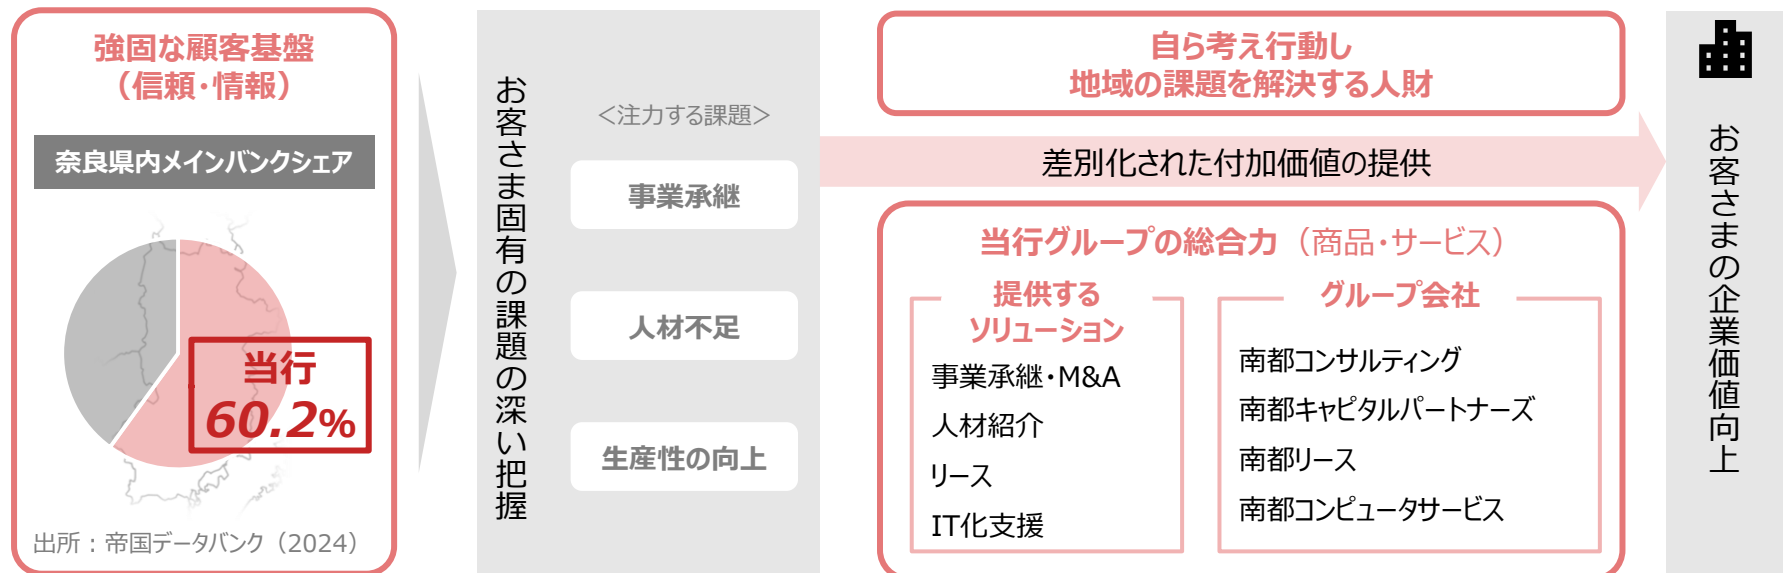 強固な顧客基盤
（信頼・情報）
奈良県内メインバンクシェア
当行
60.2%
出所：帝国データバンク（2024）
お客さま固有の課題の深い把握
＜注力する課題＞
事業承継
人材不足
生産性の向上
自ら考え行動し
地域の課題を解決する人財
差別化された付加価値の提供
当行グループの総合力（商品・サービス）
提供する
ソリューション
事業承継・M&A
人材紹介
リース
IT化支援
グループ会社
南都コンサルティング
南都キャピタルパートナーズ
南都リース
南都コンピュータサービス
お客さまの企業価値向上